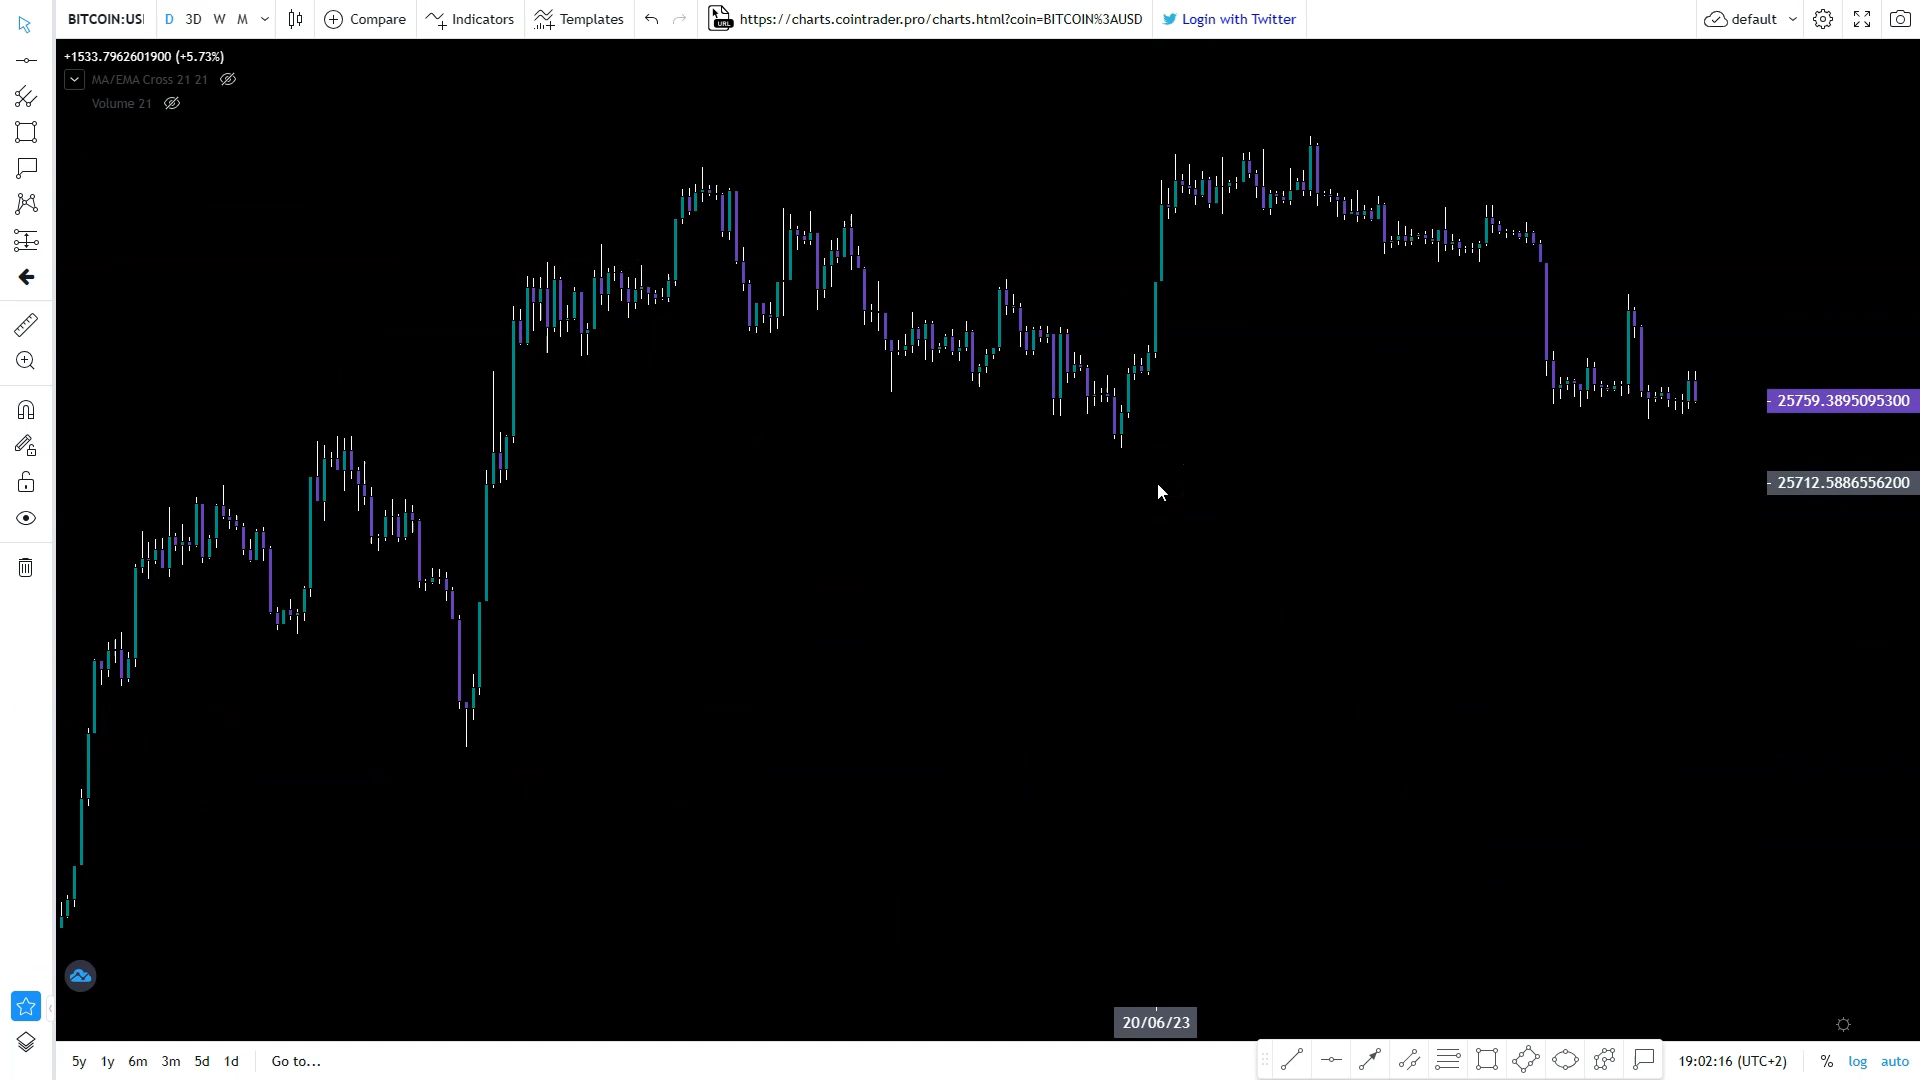 BITCOIN:US D 3D W M Compare Indicators Templates https://charts.cointrader.pro/charts.html?coin=BITCOIN%3AUSD Login with Twitter default
+1533.7962601900 (+5.73%)
MA/EMA Cross 21 21
Volume 21
25759.3895095300
25712.5886556200
20/06/23
5y 1y 6m 3m 5d 1d Go to... 19:02:16 (UTC+2) % log auto